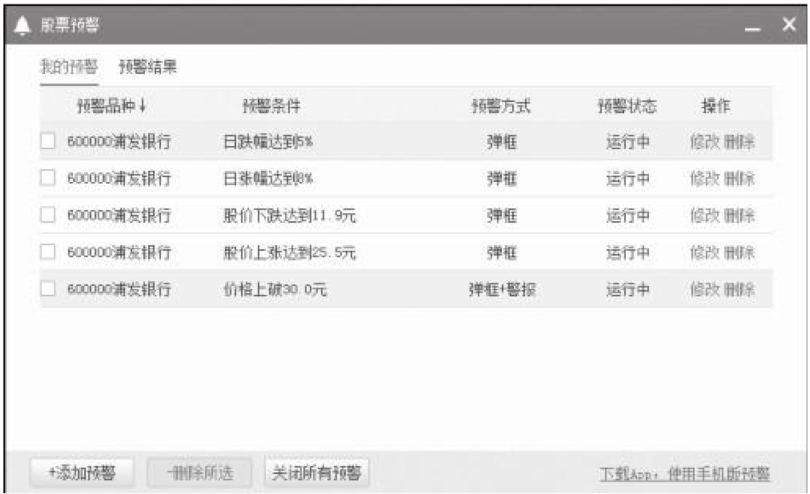 股票预警
我的预警 预警结果
预警品种↓ 预警条件 预警方式 预警状态 操作
600000浦发银行 日跌幅达到5% 弹框 运行中 修改 删除
600000浦发银行 日涨幅达到8% 弹框 运行中 修改 删除
600000浦发银行 股价下跌达到11.9元 弹框 运行中 修改 删除
600000浦发银行 股价上涨达到25.5元 弹框 运行中 修改 删除
600000浦发银行 价格上破30.0元 弹框+警报 运行中 修改 删除
+添加预警 -删除所选 关闭所有预警 下载App,使用手机版预警